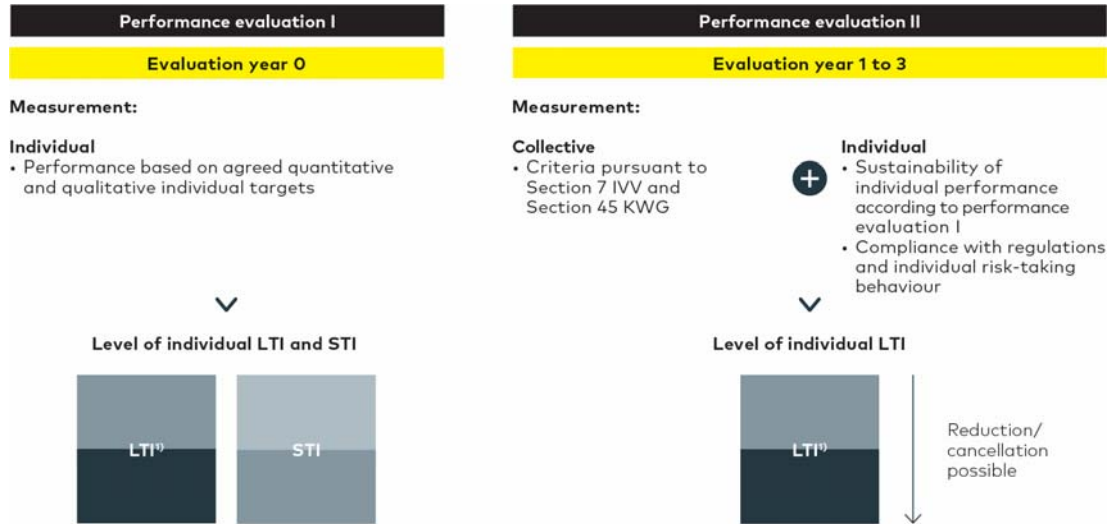 Performance evaluation I
Evaluation year 0
Measurement:
Individual
• Performance based on agreed quantitative
and qualitative individual targets
Level of individual LTI and STI
LTI¹⁾
STI
Performance evaluation II
Evaluation year 1 to 3
Measurement:
Collective
• Criteria pursuant to
Section 7 IVV and
Section 45 KWG
+
Individual
• Sustainability of
individual performance
according to performance
evaluation I
• Compliance with regulations
and individual risk-taking
behaviour
Level of individual LTI
LTI¹⁾
Reduction/
cancellation
possible